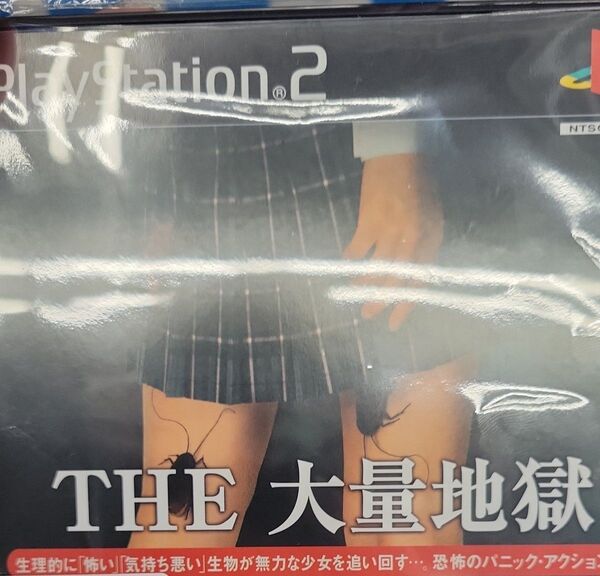 PlayStation®2
NTSC
THE 大量地獄
生理的に「怖い」「気持ち悪い」生物が無力な少女を追い回す…。恐怖のパニック・アクション